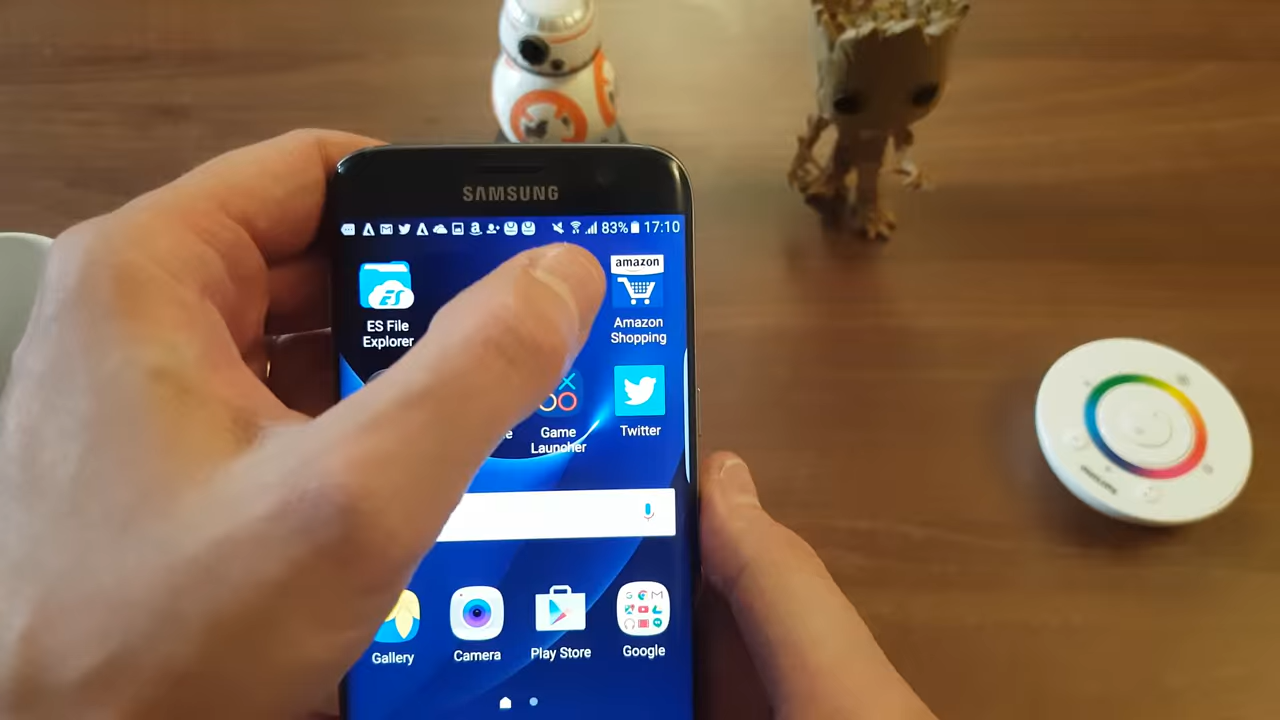 SAMSUNG
83% 17:10
amazon
ES File
Explorer
Amazon
Shopping
e
Game
Launcher
Twitter
Gallery
Camera
Play Store
Google